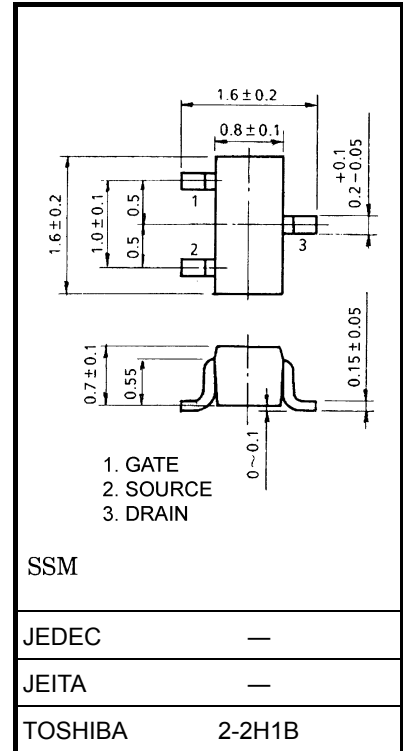 1.6±0.2
0.8±0.1
+0.1
0.2−0.05
1.6±0.2
1.0±0.1
0.5
0.5
1
2
3
0.7±0.1
0.55
0.15±0.05
0~0.1
1. GATE
2. SOURCE
3. DRAIN
SSM
JEDEC —
JEITA —
TOSHIBA 2-2H1B